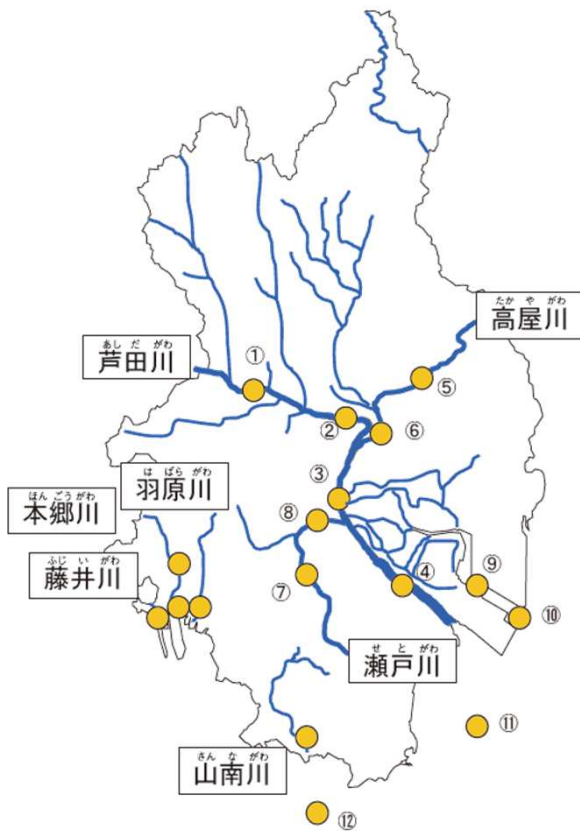 たかやがわ
高屋川
あしだがわ
芦田川
①
⑤
②
⑥
はばらがわ
羽原川
③
ほんごうがわ
本郷川
⑧
ふじいがわ
藤井川
⑦
④
⑨
⑩
せとがわ
瀬戸川
⑪
さんながわ
山南川
⑫